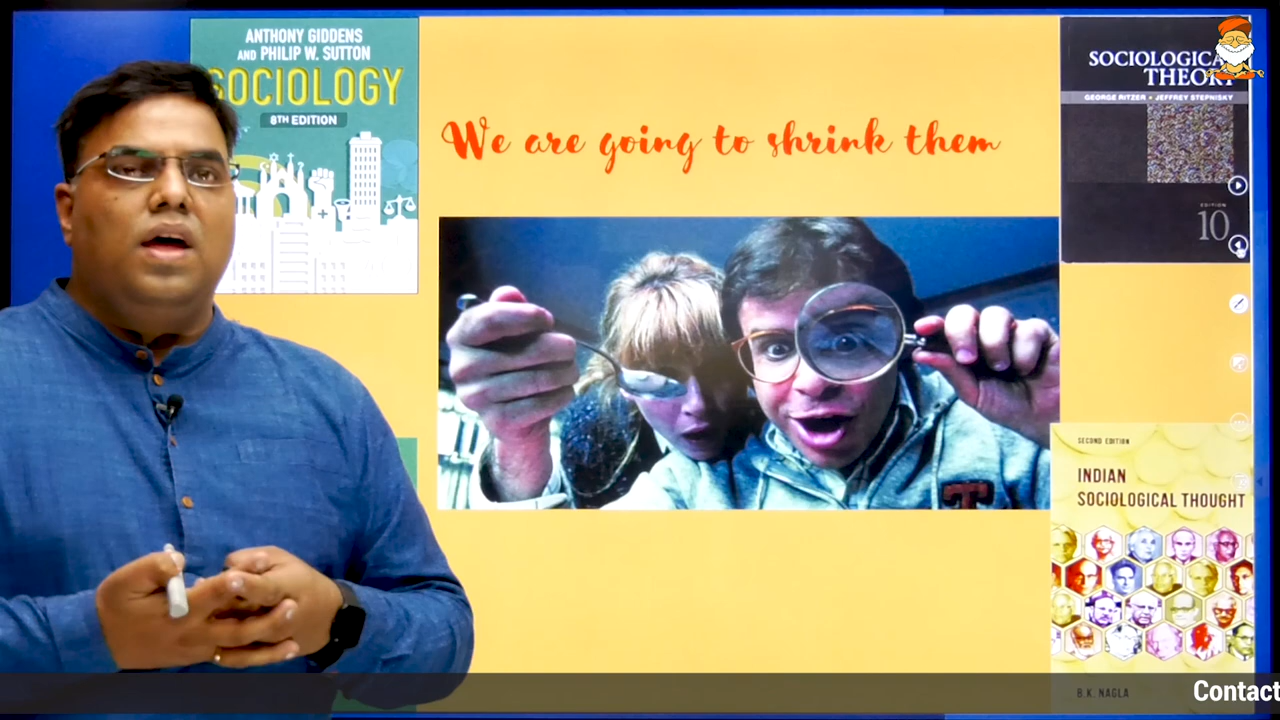 ANTHONY GIDDENS
AND PHILIP W. SUTTON
SOCIOLOGY
8TH EDITION
We are going to shrink them
SOCIOLOGICAL
THEORY
GEORGE RITZER • JEFFREY STEPNISKY
EDITION
10
SECOND EDITION
INDIAN
SOCIOLOGICAL THOUGHT
B.K. NAGLA
Contact